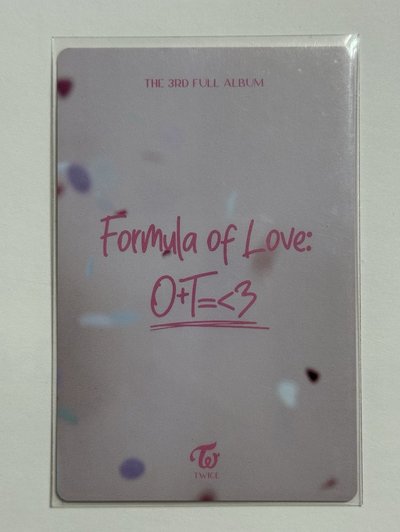 THE 3RD FULL ALBUM
Formula of Love:
O+T=<3
TWICE